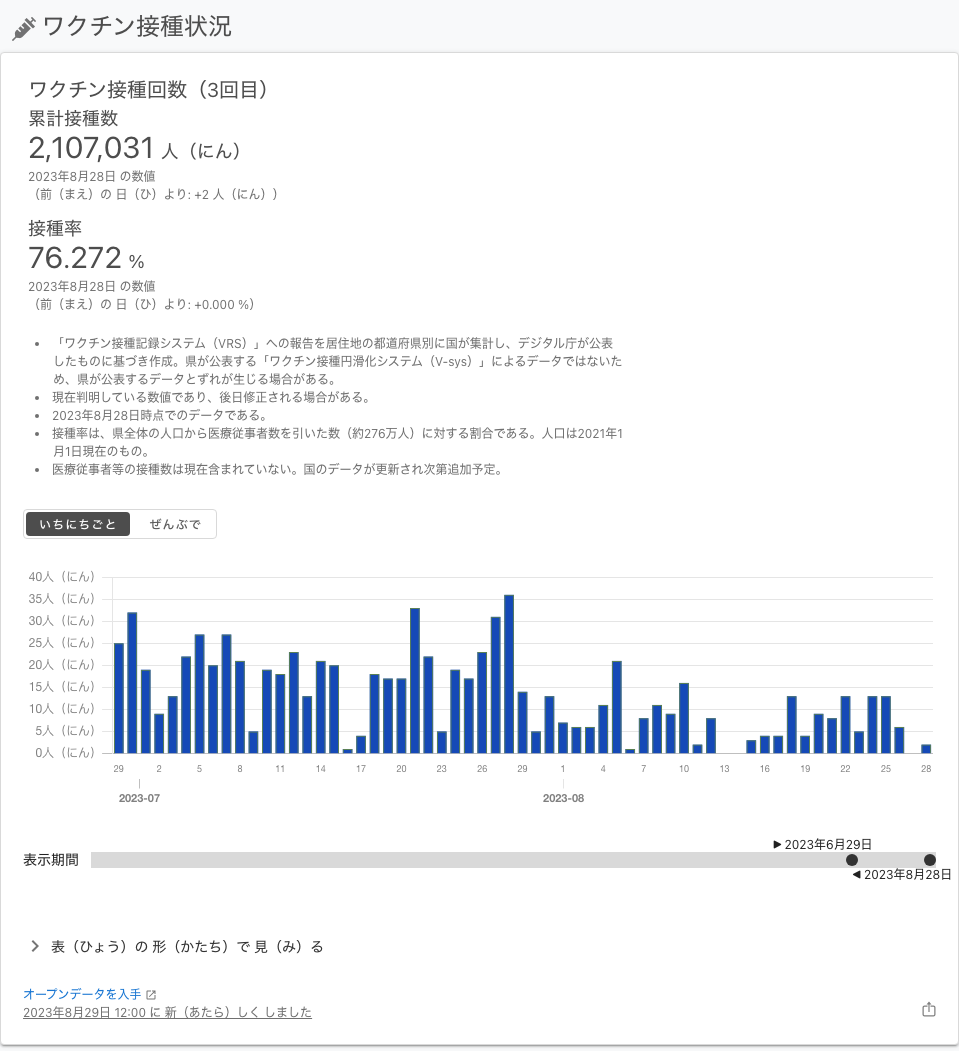 ワクチン接種状況
ワクチン接種回数（3回目）
累計接種数
2,107,031 人（にん）
2023年8月28日 の数値
（前（まえ）の 日（ひ）より: +2 人（にん））
接種率
76.272 %
2023年8月28日 の数値
（前（まえ）の 日（ひ）より: +0.000 %）
• 「ワクチン接種記録システム（VRS）」への報告を居住地の都道府県別に国が集計し、デジタル庁が公表
したものに基づき作成。県が公表する「ワクチン接種円滑化システム（V-sys）」によるデータではないた
め、県が公表するデータとずれが生じる場合がある。
• 現在判明している数値であり、後日修正される場合がある。
• 2023年8月28日時点でのデータである。
• 接種率は、県全体の人口から医療従事者数を引いた数（約276万人）に対する割合である。人口は2021年1
月1日現在のもの。
• 医療従事者等の接種数は現在含まれていない。国のデータが更新され次第追加予定。
いちにちごと ぜんぶで
40人（にん）
35人（にん）
30人（にん）
25人（にん）
20人（にん）
15人（にん）
10人（にん）
5人（にん）
0人（にん）
29 2 5 8 11 14 17 20 23 26 29 1 4 7 10 13 16 19 22 25 28
2023-07 2023-08
▶ 2023年6月29日
表示期間
◀ 2023年8月28日
表（ひょう）の 形（かたち）で 見（み）る
オープンデータを入手
2023年8月29日 12:00 に 新（あたら）しく しました